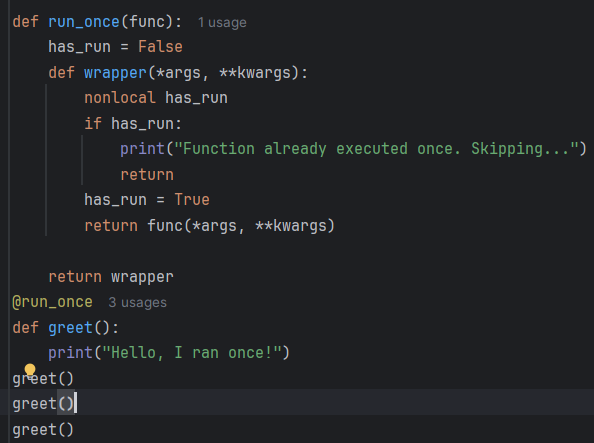 def run_once(func):  1 usage
    has_run = False
    def wrapper(*args, **kwargs):
        nonlocal has_run
        if has_run:
            print("Function already executed once. Skipping...")
            return
        has_run = True
        return func(*args, **kwargs)

    return wrapper
@run_once  3 usages
def greet():
    print("Hello, I ran once!")
greet()
greet()
greet()